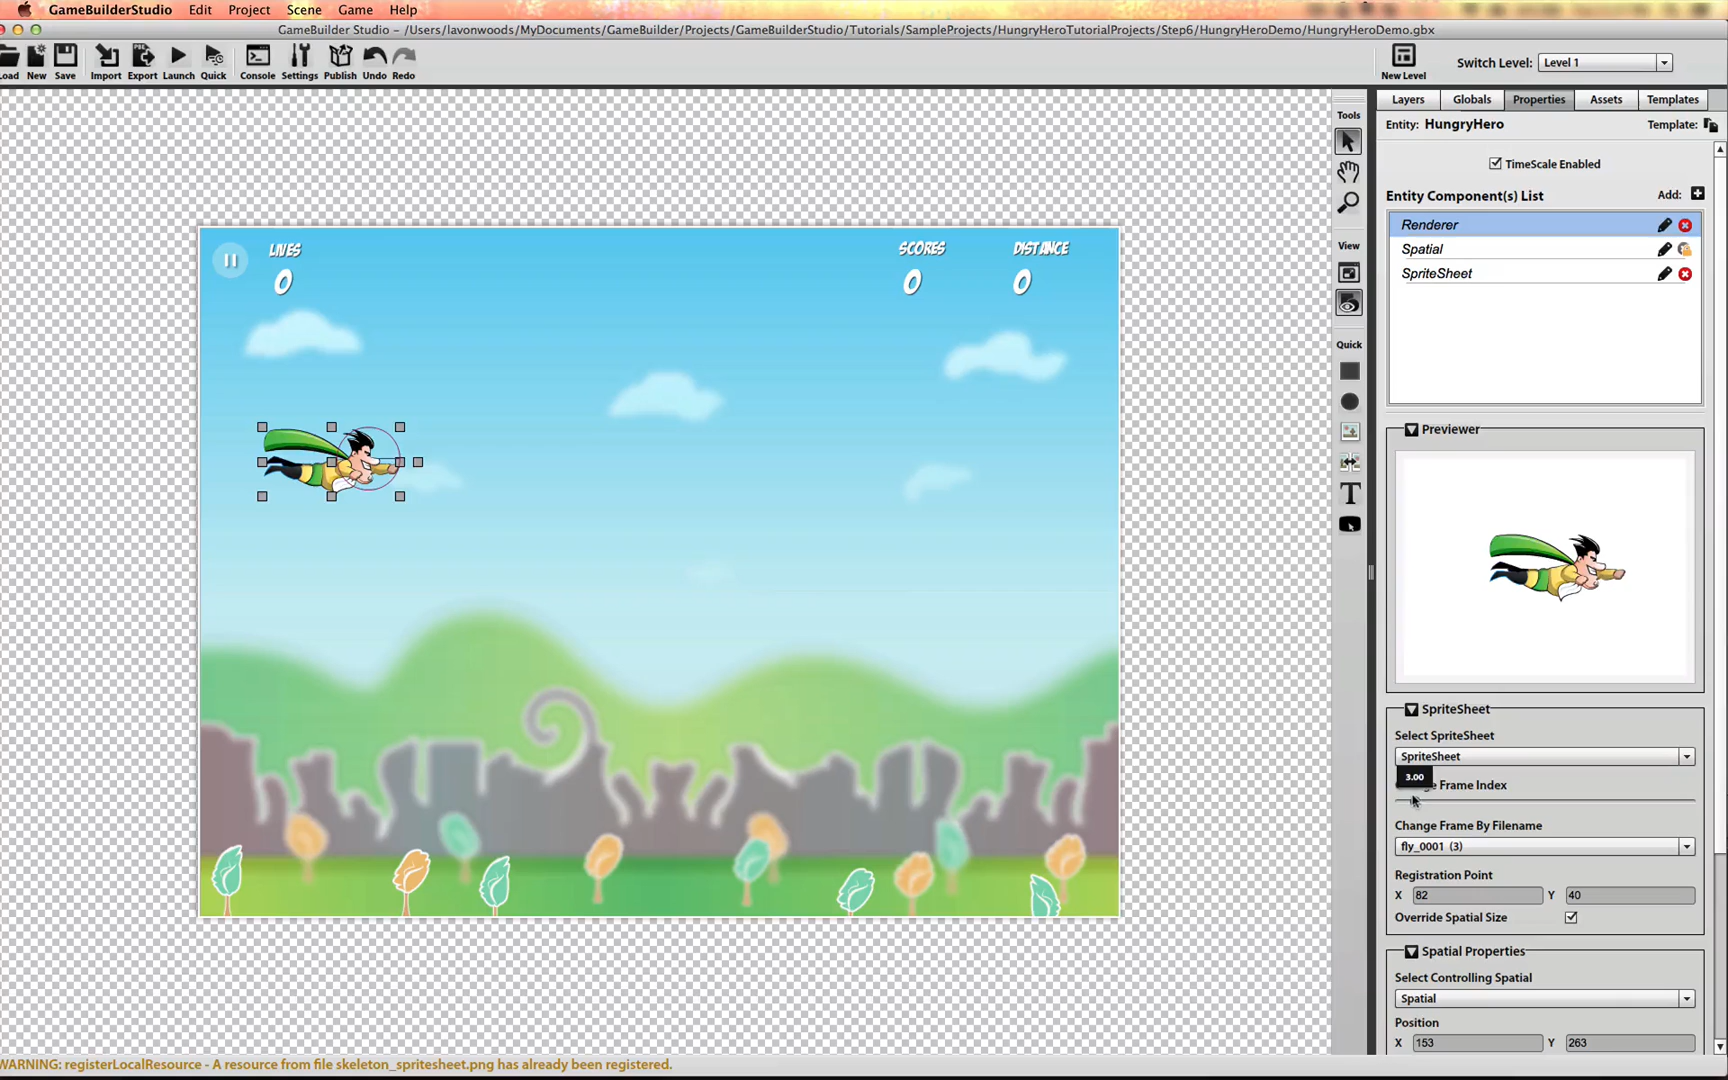 GameBuilderStudio Edit Project Scene Game Help
GameBuilder Studio - /Users/lavonwoods/MyDocuments/GameBuilder/Projects/GameBuilderStudio/Tutorials/SampleProjects/HungryHeroTutorialProjects/Step6/HungryHeroDemo/HungryHeroDemo.gbx
New Save Import Export Launch Quick Console Settings Publish Undo Redo New Level
Switch Level: Level 1
Layers Globals Properties Assets Templates
Entity: HungryHero Template:
TimeScale Enabled
Entity Component(s) List Add:
Renderer
Spatial
SpriteSheet
Tools
View
Quick
T
LIVES
0
SCORES
0
DISTANCE
0
Previewer
SpriteSheet
Select SpriteSheet
SpriteSheet
3.00
Frame Index
Change Frame By Filename
fly_0001 (3)
Registration Point
X 82 Y 40
Override Spatial Size
Spatial Properties
Select Controlling Spatial
Spatial
Position
X 153 Y 263
WARNING: registerLocalResource - A resource from file skeleton_spritesheet.png has already been registered.